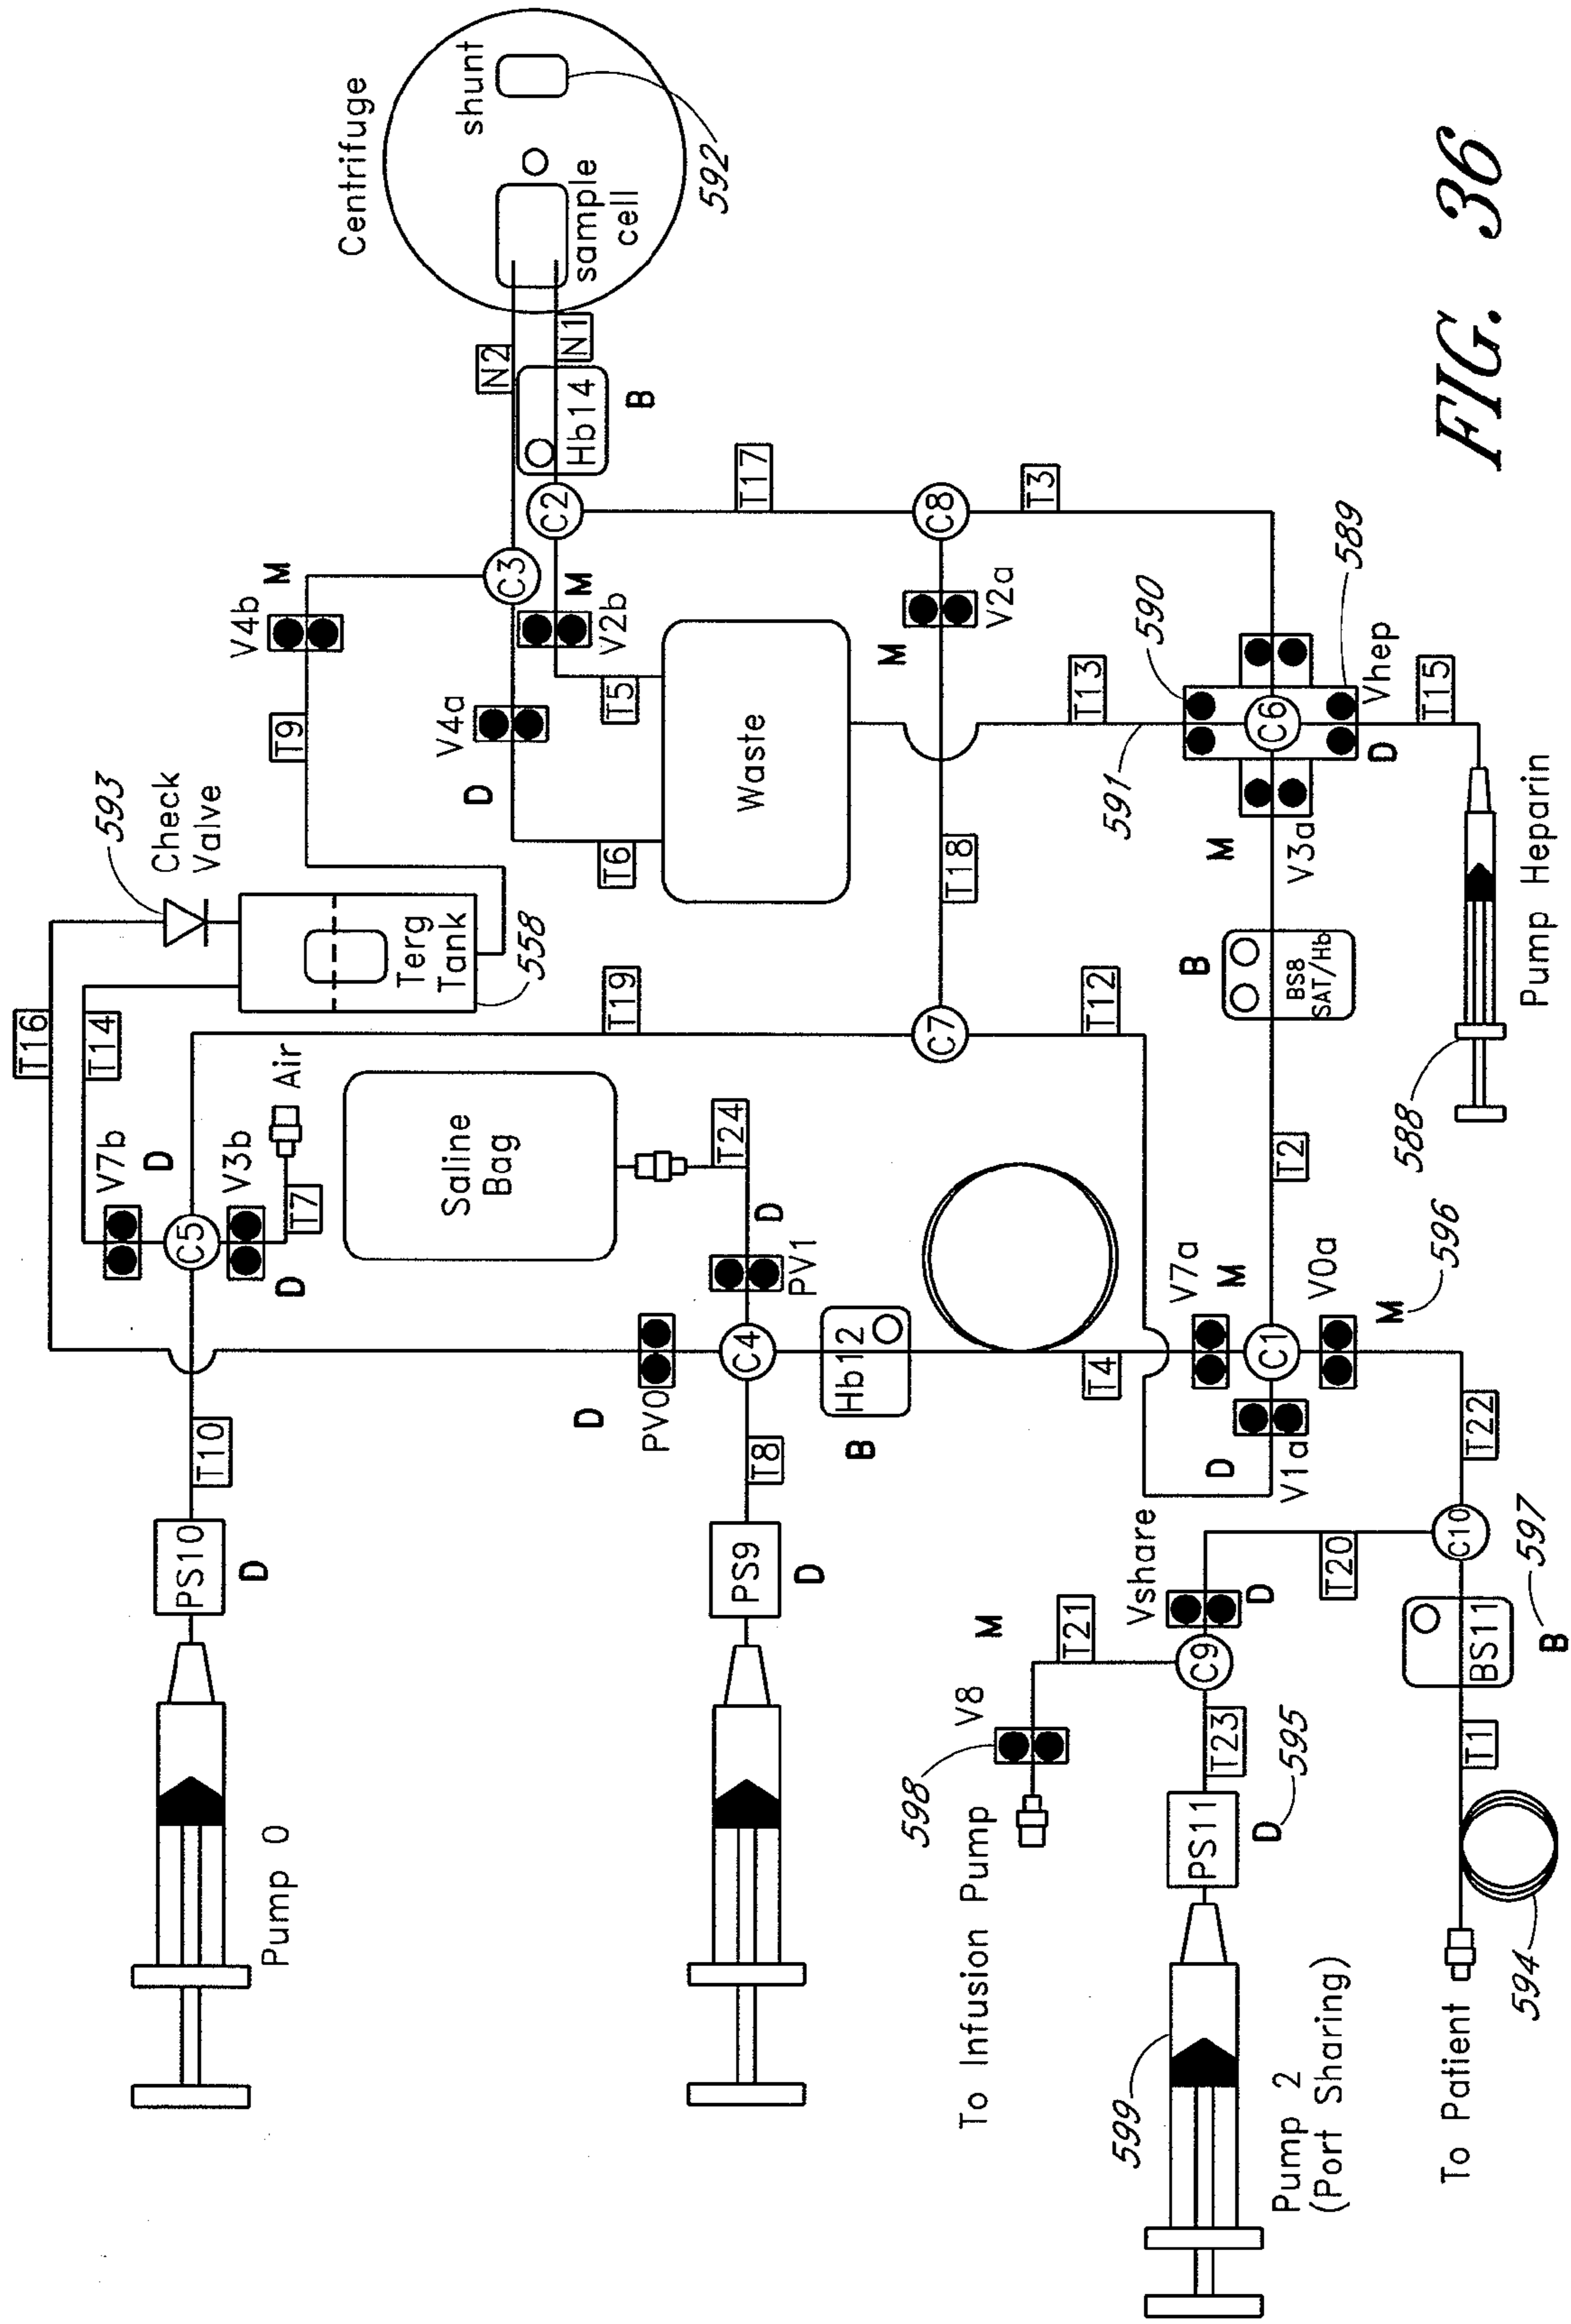 Pump 0
PS10
D
T10
C5
V7b
D
V3b
D
T7
Air
T14
T16
593
Check
Valve
Terg
Tank
558
T19
T9
V4b
M
Centrifuge
shunt
592
sample
cell
N2
N1
Hb14
B
C3
C2
M
V2b
T5
V4a
D
T6
Waste
T17
C8
T3
V2a
M
T18
C7
T12
T13
591
590
589
C6
Vhep
D
T15
V3a
M
B
BS8
SAT/Hb
T2
588
Pump Heparin
Saline
Bag
T24
D
PV1
C4
PV0
D
PS9
D
T8
Hb12
B
T4
V7a
M
C1
V0a
M
596
V1a
D
T22
C10
T20
Vshare
D
C9
T21
M
V8
598
To Infusion Pump
T23
PS11
D
595
599
Pump 2
(Port Sharing)
BS11
B
597
T1
594
To Patient
FIG. 36